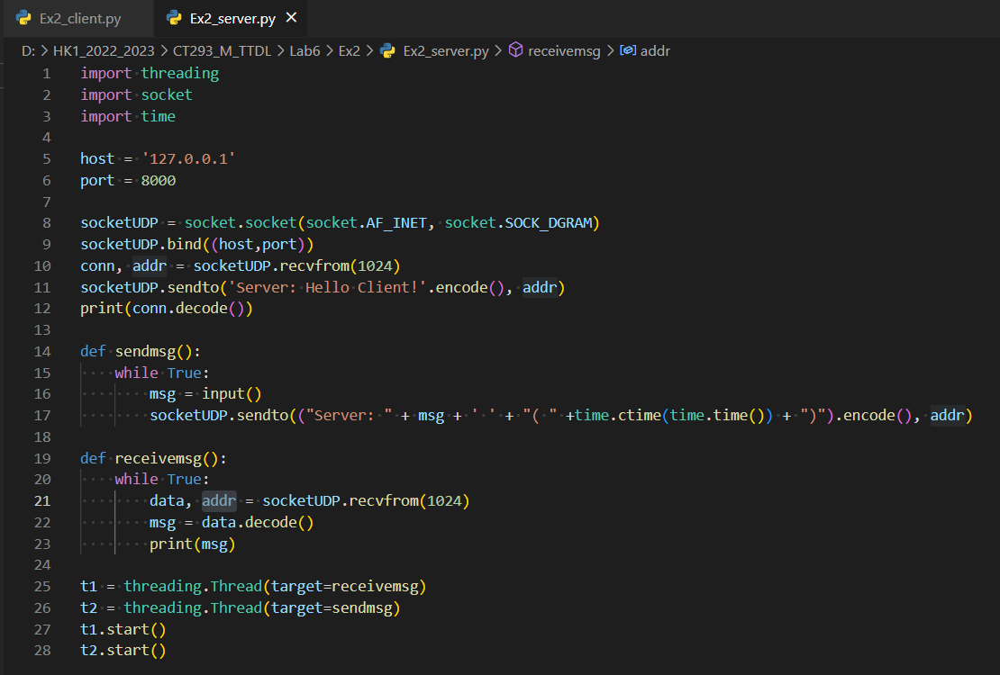 Ex2_client.py Ex2_server.py ×
D: > HK1_2022_2023 > CT293_M_TTDL > Lab6 > Ex2 > Ex2_server.py > receivemsg > addr
1 import threading
2 import socket
3 import time
4
5 host = '127.0.0.1'
6 port = 8000
7
8 socketUDP = socket.socket(socket.AF_INET, socket.SOCK_DGRAM)
9 socketUDP.bind((host,port))
10 conn, addr = socketUDP.recvfrom(1024)
11 socketUDP.sendto('Server: Hello Client!'.encode(), addr)
12 print(conn.decode())
13
14 def sendmsg():
15     while True:
16         msg = input()
17         socketUDP.sendto(("Server: " + msg + ' ' + "( " +time.ctime(time.time()) + ")").encode(), addr)
18
19 def receivemsg():
20     while True:
21         data, addr = socketUDP.recvfrom(1024)
22         msg = data.decode()
23         print(msg)
24
25 t1 = threading.Thread(target=receivemsg)
26 t2 = threading.Thread(target=sendmsg)
27 t1.start()
28 t2.start()